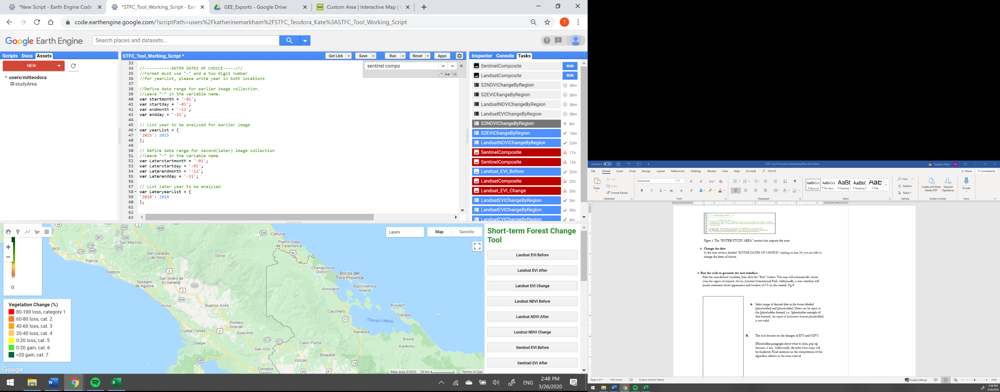 *New Script - Earth Engine Code
*STFC_Tool_Working_Script - Eart
GEE_Exports - Google Drive
Custom Area | Interactive Map | G
code.earthengine.google.com/?scriptPath=users%2Fkatherinemarkham%2FSTFC_Teodora_Kate%3ASTFC_Tool_Working_Script
T
Google Earth Engine
Search places and datasets...
Scripts Docs Assets
NEW
users/mitteodora
studyArea
STFC_Tool_Working_Script *
Get Link Save Run Reset Apps
sentinel compo
.* Aa \b
33
34 //-----------ENTER DATES OF CHOICE-----///
35 //Format must use "-" and a two digit number
36 //for yearList, please write year in both locations
37
38 //Define date range for earlier image collection.
39 //Leave "-" in the variable name.
40 var startmonth = '-01';
41 var startday = '-01';
42 var endmonth = '-12';
43 var endday = '-31';
44
45 // List year to be analyzed for earlier image
46 var yearList = {
47 '2015': 2015
48 };
49
50 // Define date range for second(later) image collection
51 //Leave "-" in the variable name.
52 var Laterstartmonth = '-01';
53 var Laterstartday = '-01';
54 var Laterendmonth = '-12';
55 var Laterendday = '-31';
56
57 // List later year to be analyzed
58 var LateryearList = {
59 '2018': 2018
60 };
61
62
63
Inspector Console Tasks
SentinelComposite RUN
LandsatComposite RUN
S2NDVIChangeByRegion 38m
S2EVIChangeByRegion 38m
LandsatNDVIChangeByRegion 38m
LandsatEVIChangeByRegion 38m
S2NDVIChangeByRegion 8m
S2EVIChangeByRegion 18m
LandsatNDVIChangeByRegion 23m
SentinelComposite 17s
SentinelComposite 13s
Landsat_EVI_Before 22m
LandsatComposite 23s
Landsat_EVI_Change 33s
LandsatEVIChangeByRegion 3m
LandsatEVIChangeByRegion 30s
LandsatEVIChangeByRegion 4m
Layers
Map Satellite
0
Vegetation Change (%)
80-100 loss, category 1
60-80 loss, cat. 2
40-60 loss, cat. 3
20-40 loss, cat. 4
0-20 loss, cat. 5
0-20 gain, cat. 6
>20 gain, cat. 7
34
2
304
408
313
226
301
303
318
239
609
San Marcos
Jaco
Parrita
San Gerardo
de Dota
Quepos
Savegre
de Aguirre
2
San Isidro de
El General
333
2
244
Uvita
Buenos Aires
Telire
234
Cahuita
Puerto Viejo
de Talamanca
36
Changuinola
District
Bocas del
Toro Province
Almirante
Bastimentos
Island
Kusapin
Tobobe
Cauchero
11
Chiriqui Lagoon
Rambala
Bisira
Kankintu
Potrero
Grande
Ciudad Cortés
2
Guacimo
Sierpe
612
613
San Vito
Cerro Punta
Boquete
Volcán
245
10
Corredor
District
43
41
Google
Map data ©2020
20 km
Terms of Use
Short-term Forest Change
Tool
Landsat EVI Before
Landsat EVI After
Landsat EVI Change
Landsat NDVI Before
Landsat NDVI After
Landsat NDVI Change
Sentinel EVI Before
Sentinel EVI After
ENG
2:48 PM
3/26/2020
AutoSave Off
STFC Tool Procedure Operating Manual Outline
Teodora Mitroi TM
File Home Insert Draw Design Layout References Mailings Review View Help Acrobat Search
Share Comments
Paste
Cut
Copy
Format Painter
Clipboard
Garamond 11
Font
Paragraph
AaBbCcD AaBbCcD AaBb AaBbC AaB
Normal No Spac... Heading 1 Heading 2 Title
Styles
Find
Replace
Select
Editing
Create and Share
Adobe PDF
Request
Signatures
Adobe Acrobat
Dictate
Voice
Figure 3. The "ENTER STUDY AREA" section that imports the asset
4. Change the date
In the next section, labeled "ENTER DATES OF CHOICE" starting on line 34, you are able to
change the dates of choice.
3. Run the code to generate the user interface
Edit the user-defined variables, then click the "Run" button. The map will automatically center
over the region of interest, the La Amistad International Park. Additionally, a user interface will
[insert statement about appearance and location of UI on the screen]. Fig #
a. Select range of desired date in the boxes labeled
[placeholder] and [placeholder]. Dates can be input in
the [placeholder format]. i.e.: [placeholder example of
date format]. An input of [incorrect format placeholder]
is not valid.
b. The tool focuses on the changes of EVI and NDVI
[Placeholder paragraph about what to click, pop up
features, if any. Additionally, describe what maps will
be displayed. Final sentence on the computation of the
algorithm relative to the time interval.
Page 6 of 7 1189 words English (United States)
Display Settings 100%
2:48 PM
3/26/2020